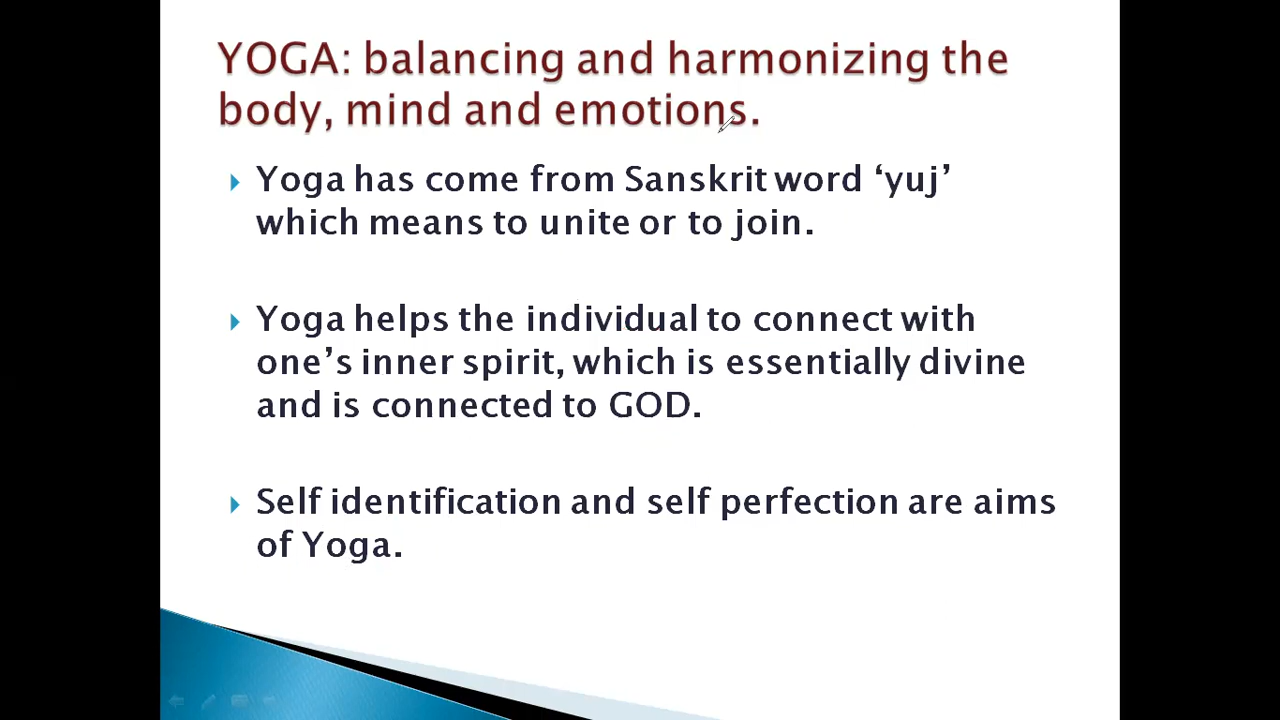 YOGA: balancing and harmonizing the
body, mind and emotions.
Yoga has come from Sanskrit word ‘yuj’
which means to unite or to join.
Yoga helps the individual to connect with
one’s inner spirit, which is essentially divine
and is connected to GOD.
Self identification and self perfection are aims
of Yoga.